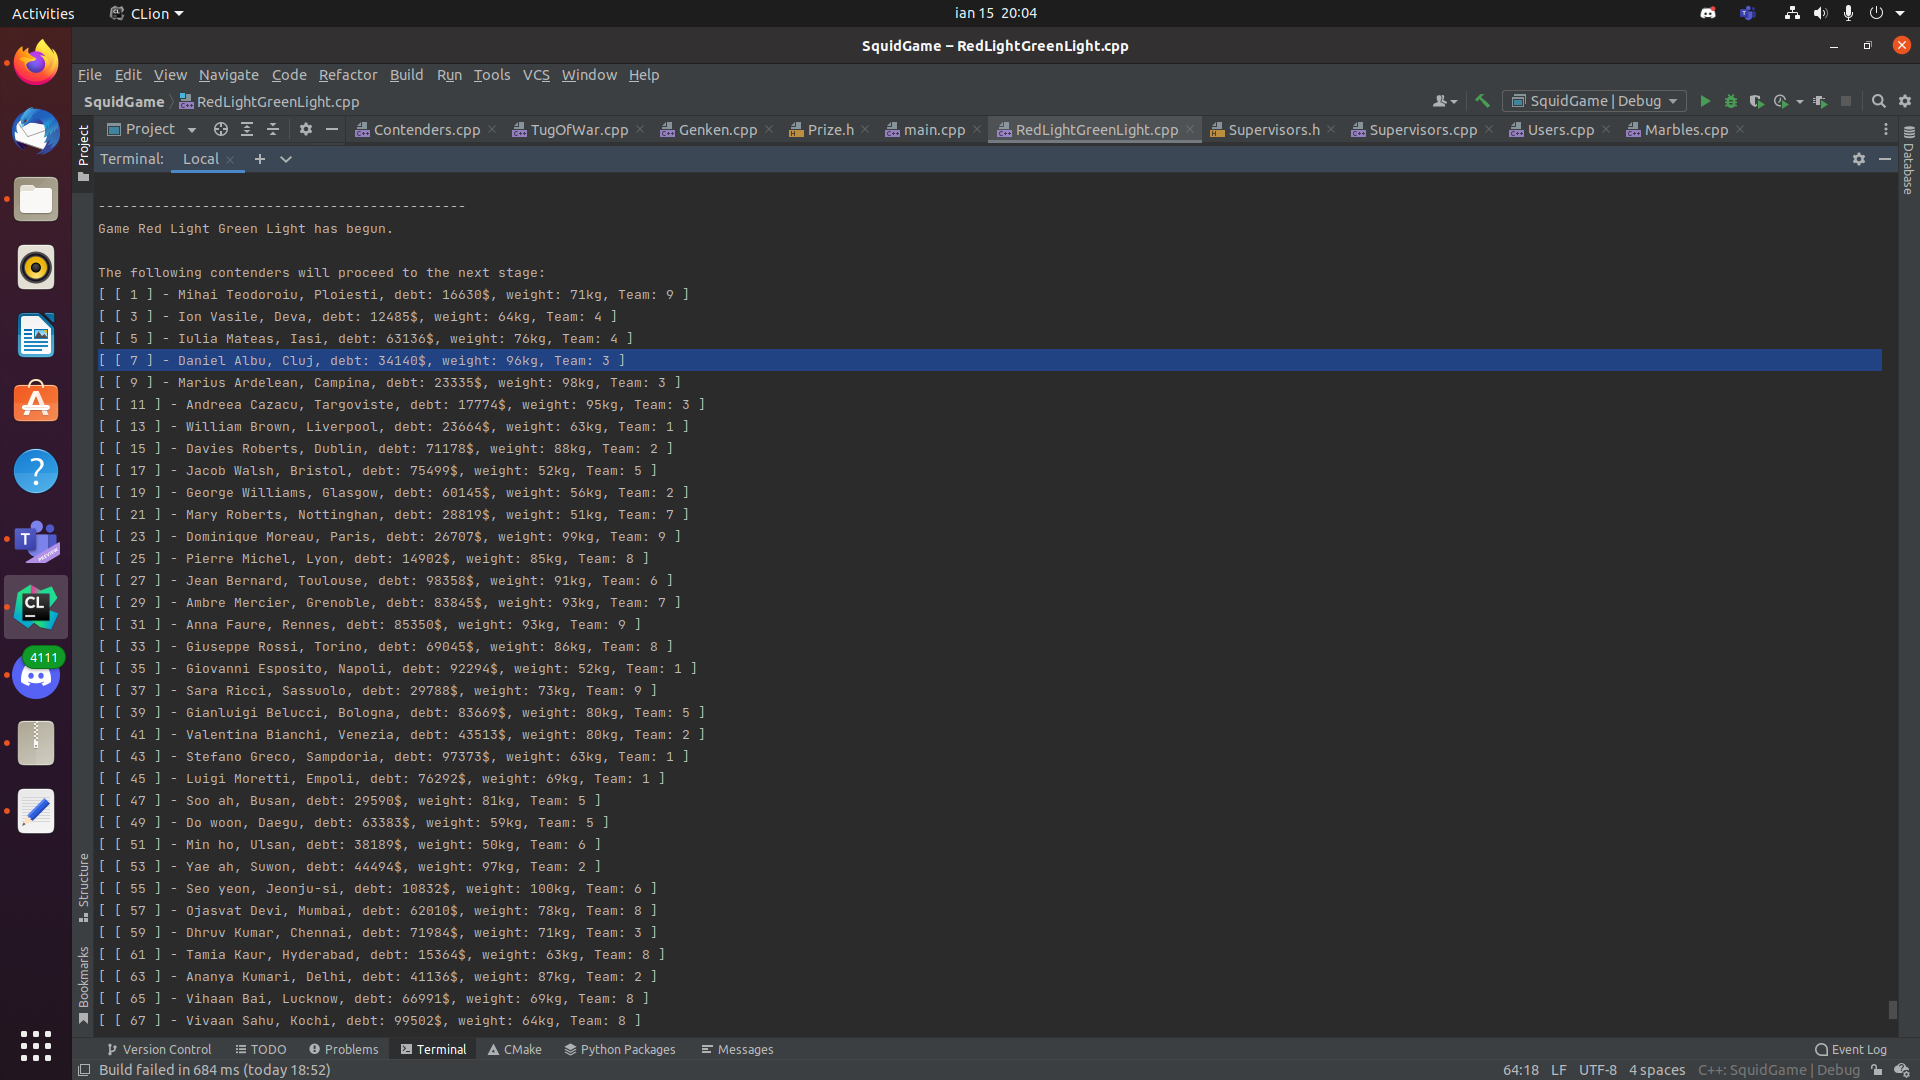 Activities CLion ian 15 20:04
SquidGame – RedLightGreenLight.cpp
File Edit View Navigate Code Refactor Build Run Tools VCS Window Help
SquidGame RedLightGreenLight.cpp SquidGame | Debug
Project Contenders.cpp TugOfWar.cpp Genken.cpp Prize.h main.cpp RedLightGreenLight.cpp Supervisors.h Supervisors.cpp Users.cpp Marbles.cpp
Project
Database
Terminal: Local
----------------------------------------------
Game Red Light Green Light has begun.
The following contenders will proceed to the next stage:
[ [ 1 ] - Mihai Teodoroiu, Ploiesti, debt: 16630$, weight: 71kg, Team: 9 ]
[ [ 3 ] - Ion Vasile, Deva, debt: 12485$, weight: 64kg, Team: 4 ]
[ [ 5 ] - Iulia Mateas, Iasi, debt: 63136$, weight: 76kg, Team: 4 ]
[ [ 7 ] - Daniel Albu, Cluj, debt: 34140$, weight: 96kg, Team: 3 ]
[ [ 9 ] - Marius Ardelean, Campina, debt: 23335$, weight: 98kg, Team: 3 ]
[ [ 11 ] - Andreea Cazacu, Targoviste, debt: 17774$, weight: 95kg, Team: 3 ]
[ [ 13 ] - William Brown, Liverpool, debt: 23664$, weight: 63kg, Team: 1 ]
[ [ 15 ] - Davies Roberts, Dublin, debt: 71178$, weight: 88kg, Team: 2 ]
[ [ 17 ] - Jacob Walsh, Bristol, debt: 75499$, weight: 52kg, Team: 5 ]
[ [ 19 ] - George Williams, Glasgow, debt: 60145$, weight: 56kg, Team: 2 ]
[ [ 21 ] - Mary Roberts, Nottinghan, debt: 28819$, weight: 51kg, Team: 7 ]
[ [ 23 ] - Dominique Moreau, Paris, debt: 26707$, weight: 99kg, Team: 9 ]
[ [ 25 ] - Pierre Michel, Lyon, debt: 14902$, weight: 85kg, Team: 8 ]
[ [ 27 ] - Jean Bernard, Toulouse, debt: 98358$, weight: 91kg, Team: 6 ]
[ [ 29 ] - Ambre Mercier, Grenoble, debt: 83845$, weight: 93kg, Team: 7 ]
[ [ 31 ] - Anna Faure, Rennes, debt: 85350$, weight: 93kg, Team: 9 ]
[ [ 33 ] - Giuseppe Rossi, Torino, debt: 69045$, weight: 86kg, Team: 8 ]
[ [ 35 ] - Giovanni Esposito, Napoli, debt: 92294$, weight: 52kg, Team: 1 ]
[ [ 37 ] - Sara Ricci, Sassuolo, debt: 29788$, weight: 73kg, Team: 9 ]
[ [ 39 ] - Gianluigi Belucci, Bologna, debt: 83669$, weight: 80kg, Team: 5 ]
[ [ 41 ] - Valentina Bianchi, Venezia, debt: 43513$, weight: 80kg, Team: 2 ]
[ [ 43 ] - Stefano Greco, Sampdoria, debt: 97373$, weight: 63kg, Team: 1 ]
[ [ 45 ] - Luigi Moretti, Empoli, debt: 76292$, weight: 69kg, Team: 1 ]
[ [ 47 ] - Soo ah, Busan, debt: 29590$, weight: 81kg, Team: 5 ]
[ [ 49 ] - Do woon, Daegu, debt: 63383$, weight: 59kg, Team: 5 ]
[ [ 51 ] - Min ho, Ulsan, debt: 38189$, weight: 50kg, Team: 6 ]
[ [ 53 ] - Yae ah, Suwon, debt: 44494$, weight: 97kg, Team: 2 ]
[ [ 55 ] - Seo yeon, Jeonju-si, debt: 10832$, weight: 100kg, Team: 6 ]
[ [ 57 ] - Ojasvat Devi, Mumbai, debt: 62010$, weight: 78kg, Team: 8 ]
[ [ 59 ] - Dhruv Kumar, Chennai, debt: 71984$, weight: 71kg, Team: 3 ]
[ [ 61 ] - Tamia Kaur, Hyderabad, debt: 15364$, weight: 63kg, Team: 8 ]
[ [ 63 ] - Ananya Kumari, Delhi, debt: 41136$, weight: 87kg, Team: 2 ]
[ [ 65 ] - Vihaan Bai, Lucknow, debt: 66991$, weight: 69kg, Team: 8 ]
[ [ 67 ] - Vivaan Sahu, Kochi, debt: 99502$, weight: 64kg, Team: 8 ]
CL
4111
T
PREVIEW
Structure
Bookmarks
Version Control TODO Problems Terminal CMake Python Packages Messages Event Log
Build failed in 684 ms (today 18:52) 64:18 LF UTF-8 4 spaces C++: SquidGame | Debug